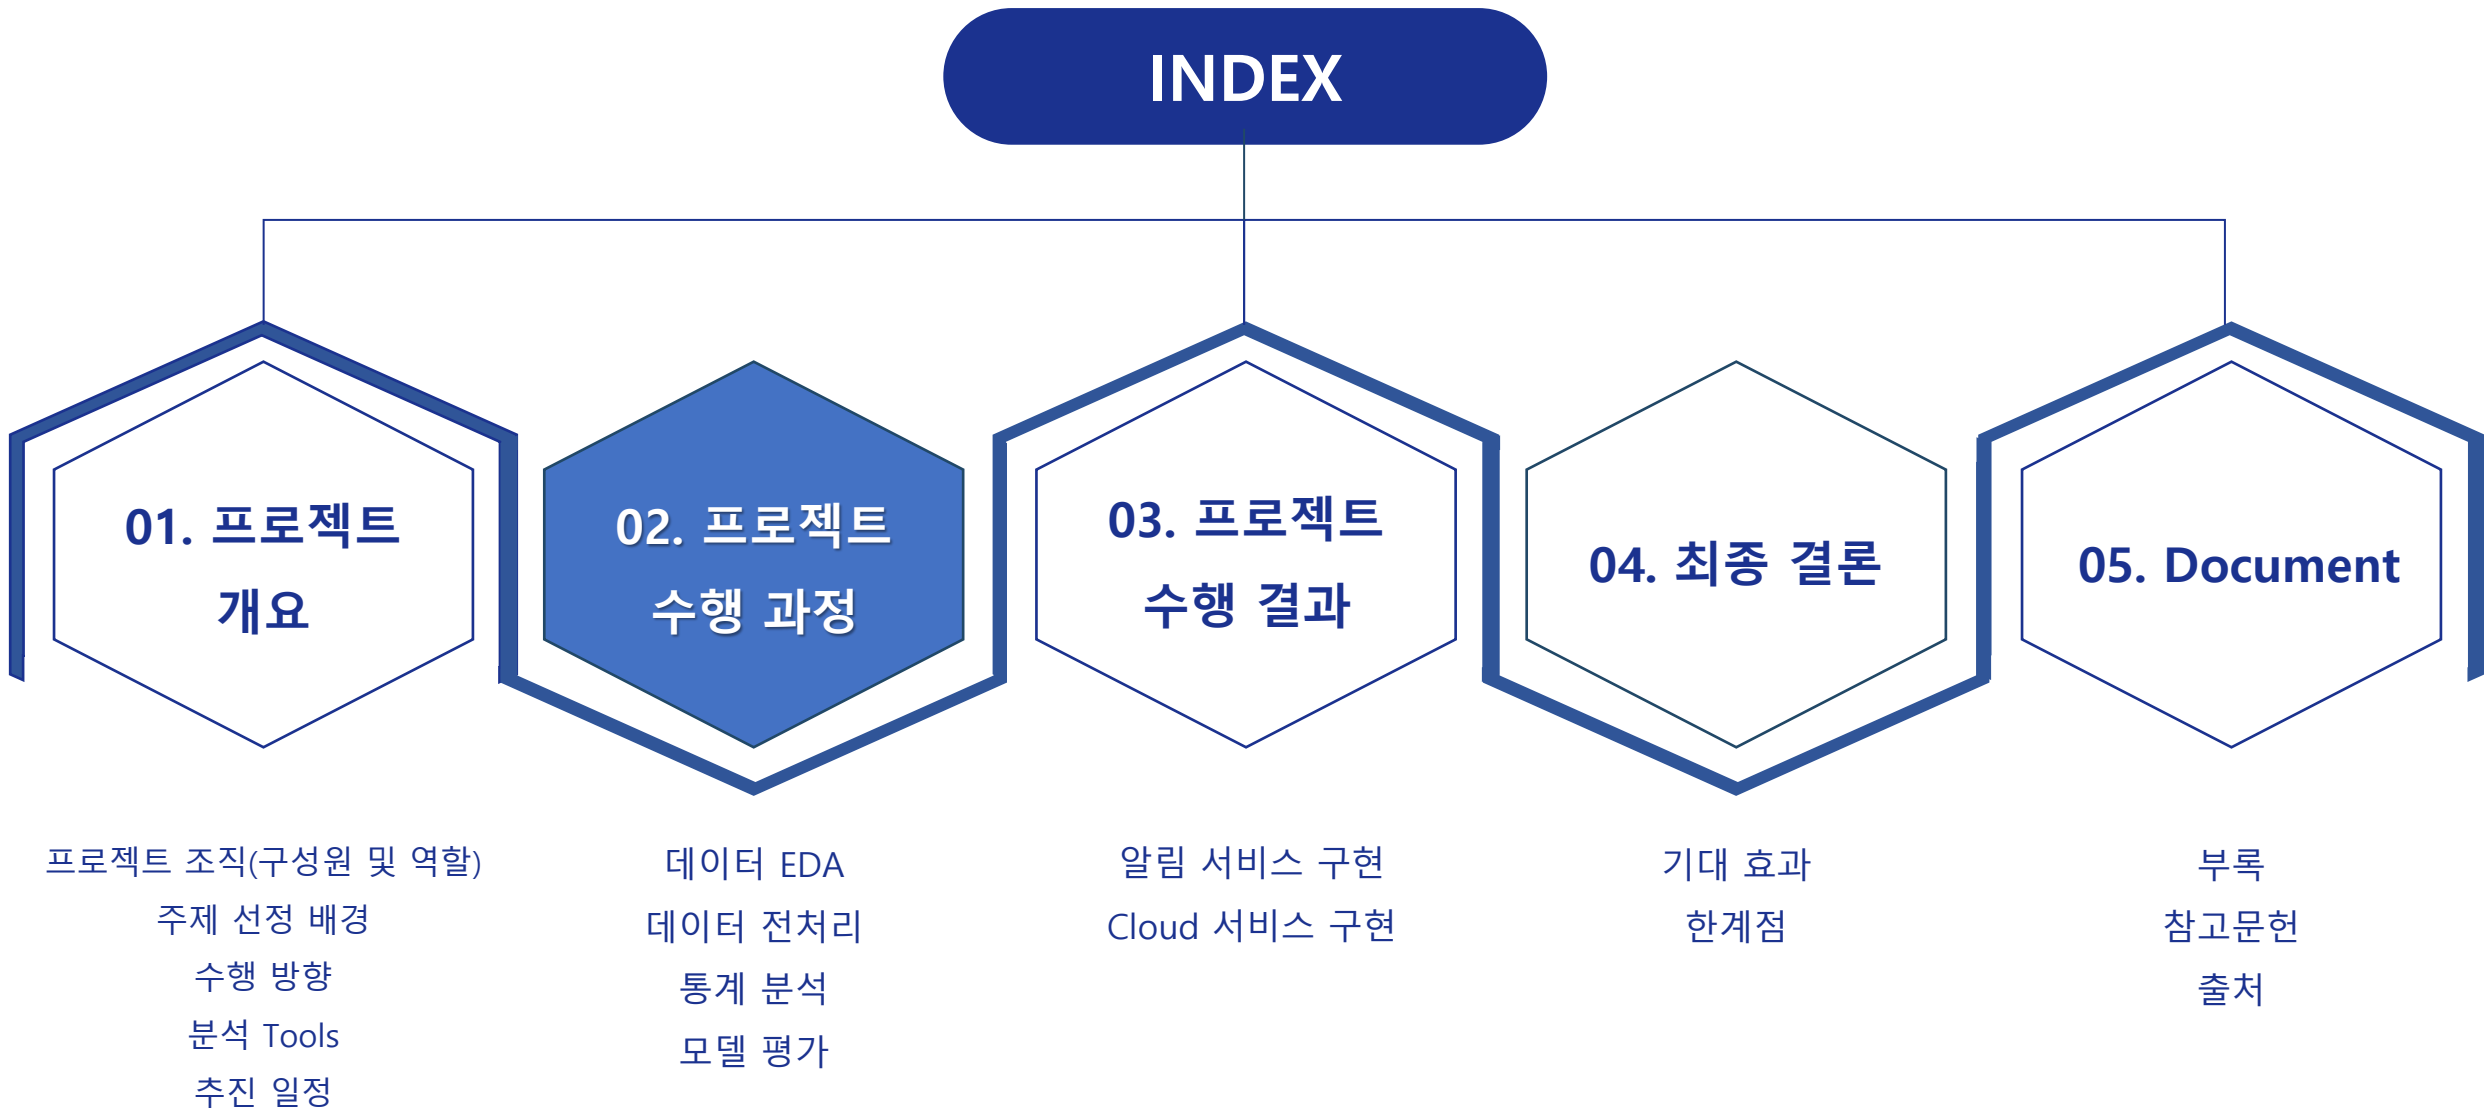 INDEX
01. 프로젝트
개요
02. 프로젝트
수행 과정
03. 프로젝트
수행 결과
04. 최종 결론
05. Document
프로젝트 조직(구성원 및 역할)
주제 선정 배경
수행 방향
분석 Tools
추진 일정
데이터 EDA
데이터 전처리
통계 분석
모델 평가
알림 서비스 구현
Cloud 서비스 구현
기대 효과
한계점
부록
참고문헌
출처